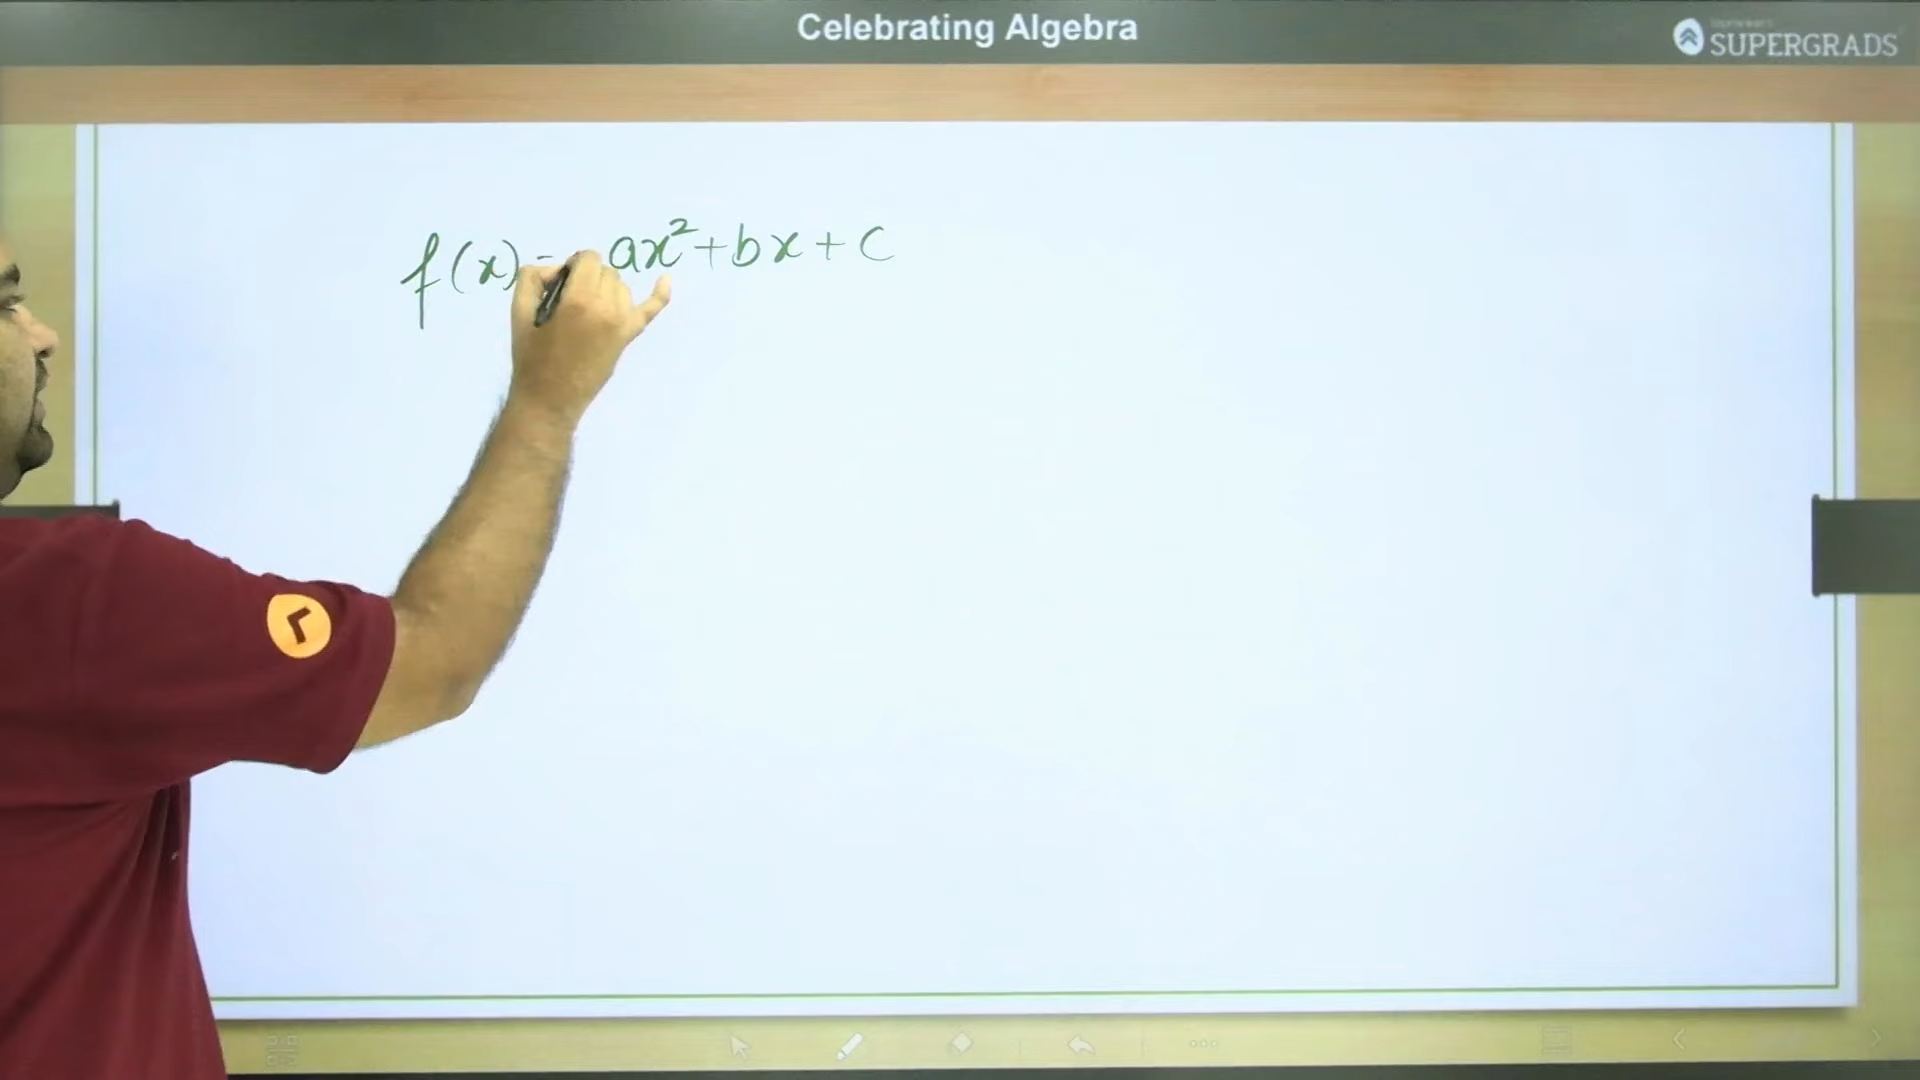 Celebrating Algebra
SUPERGRADS
f(x) = ax²+bx+c